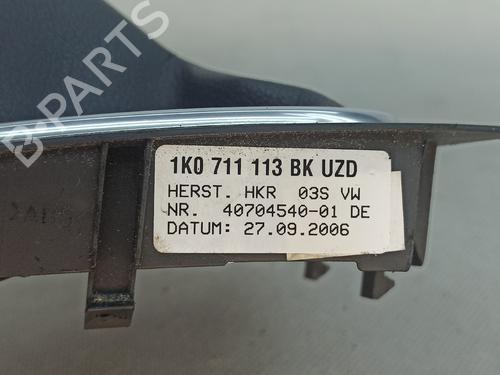 B-PARTS
1K0 711 113 BK UZD
HERST. HKR 03S VW
NR. 40704540-01 DE
DATUM: 27.09.2006